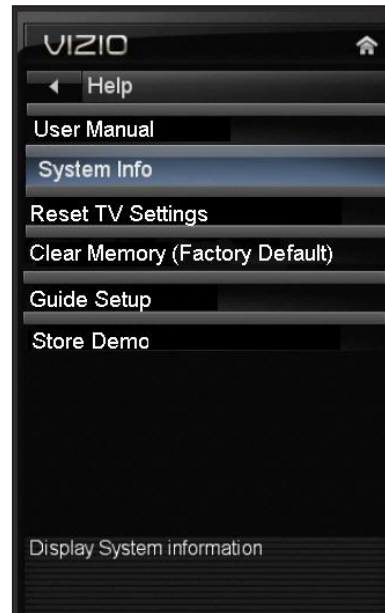 VIZIO
Help
User Manual
System Info
Reset TV Settings
Clear Memory (Factory Default)
Guide Setup
Store Demo
Display System information